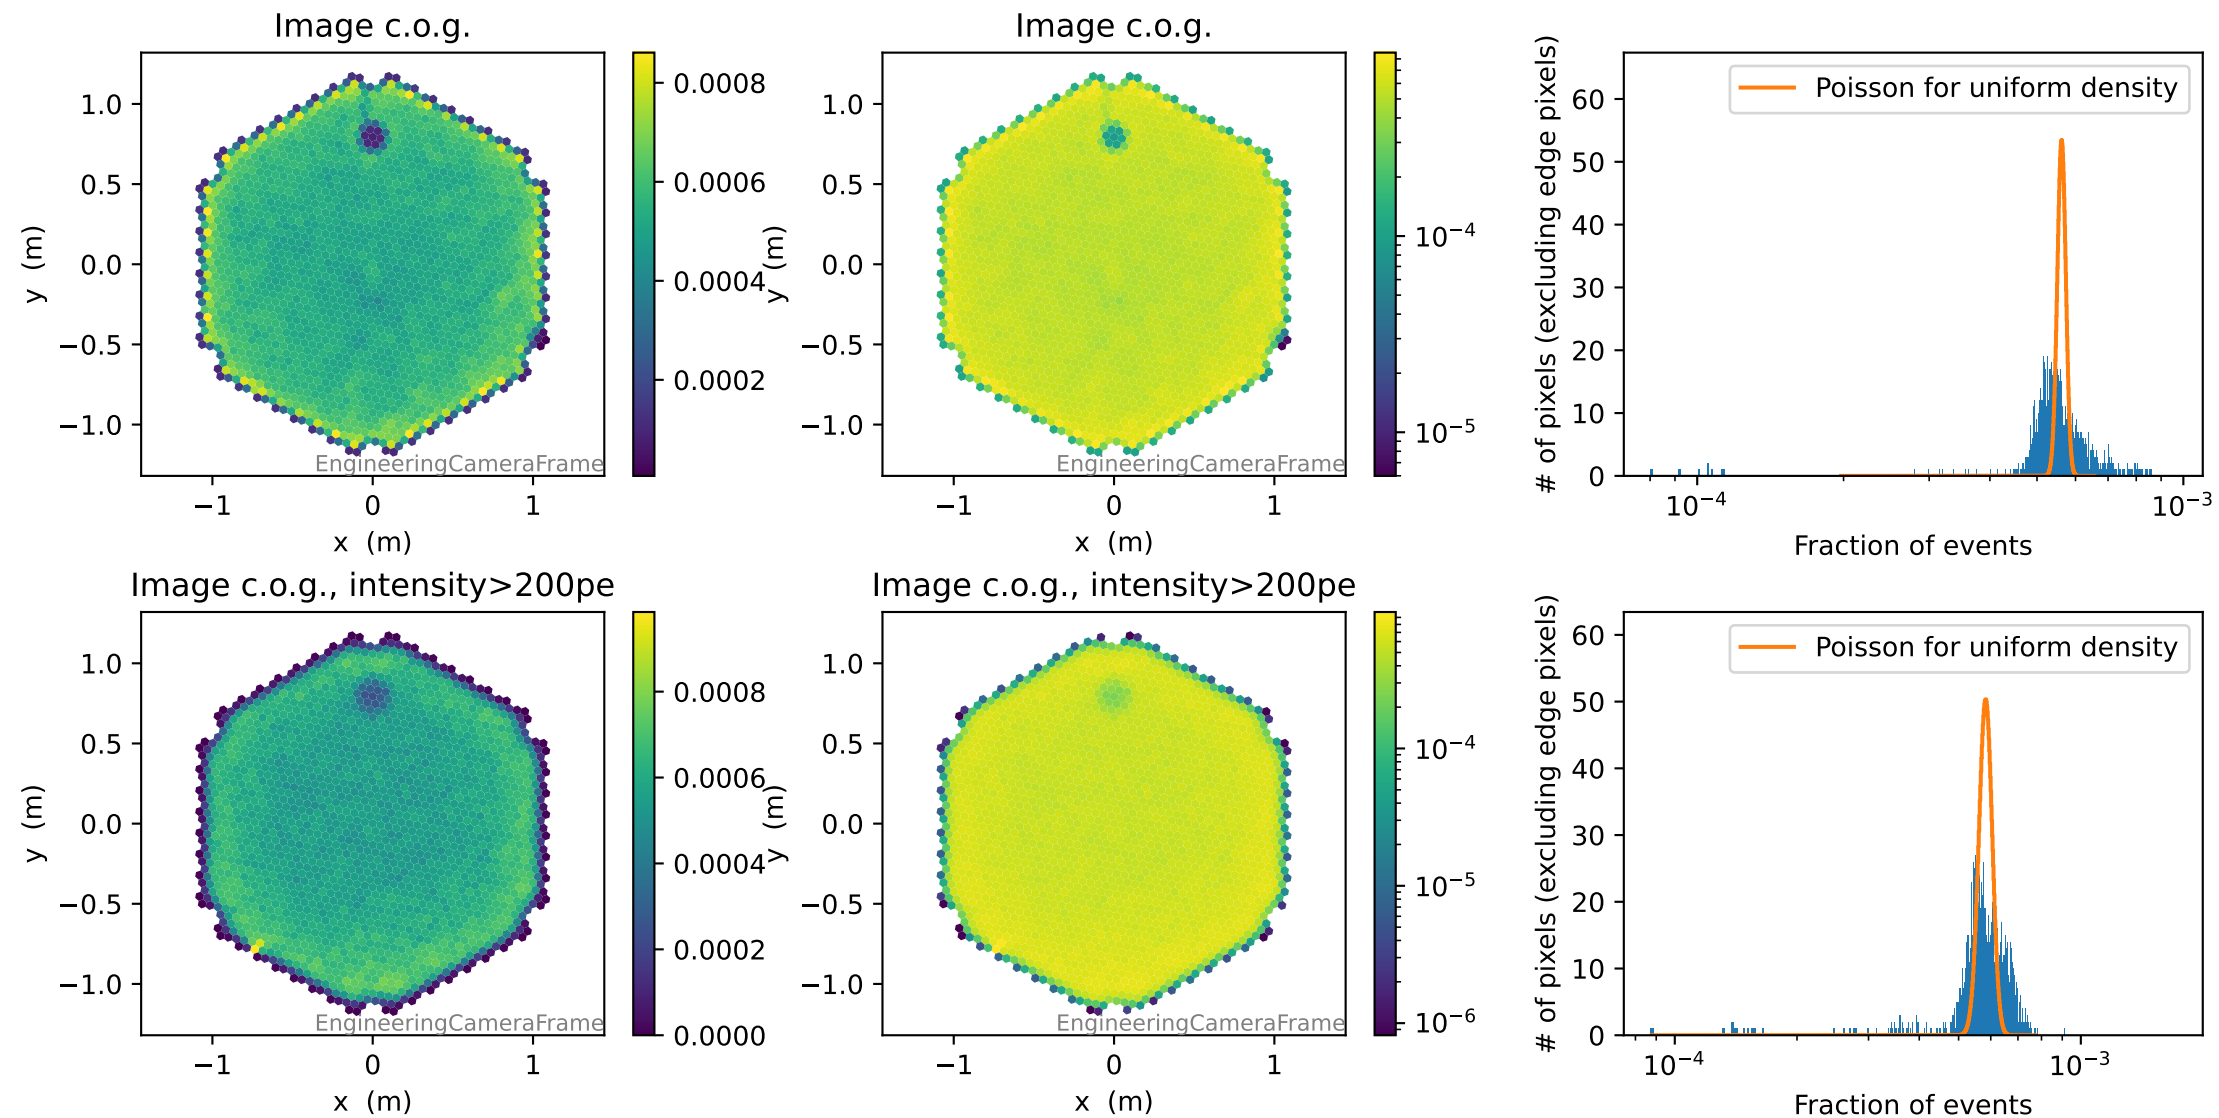 Image c.o.g.
y (m)
1.0
0.5
0.0
−0.5
−1.0
−1
0
1
x (m)
EngineeringCameraFrame
0.0008
0.0006
0.0004
0.0002
Image c.o.g.
y (m)
1.0
0.5
0.0
−0.5
−1.0
−1
0
1
x (m)
EngineeringCameraFrame
10⁻⁴
10⁻⁵
# of pixels (excluding edge pixels)
60
50
40
30
20
10
0
Poisson for uniform density
10⁻⁴
10⁻³
Fraction of events
Image c.o.g., intensity>200pe
y (m)
1.0
0.5
0.0
−0.5
−1.0
−1
0
1
x (m)
EngineeringCameraFrame
0.0008
0.0006
0.0004
0.0002
0.0000
Image c.o.g., intensity>200pe
y (m)
1.0
0.5
0.0
−0.5
−1.0
−1
0
1
x (m)
EngineeringCameraFrame
10⁻⁴
10⁻⁵
10⁻⁶
# of pixels (excluding edge pixels)
60
50
40
30
20
10
0
Poisson for uniform density
10⁻⁴
10⁻³
Fraction of events